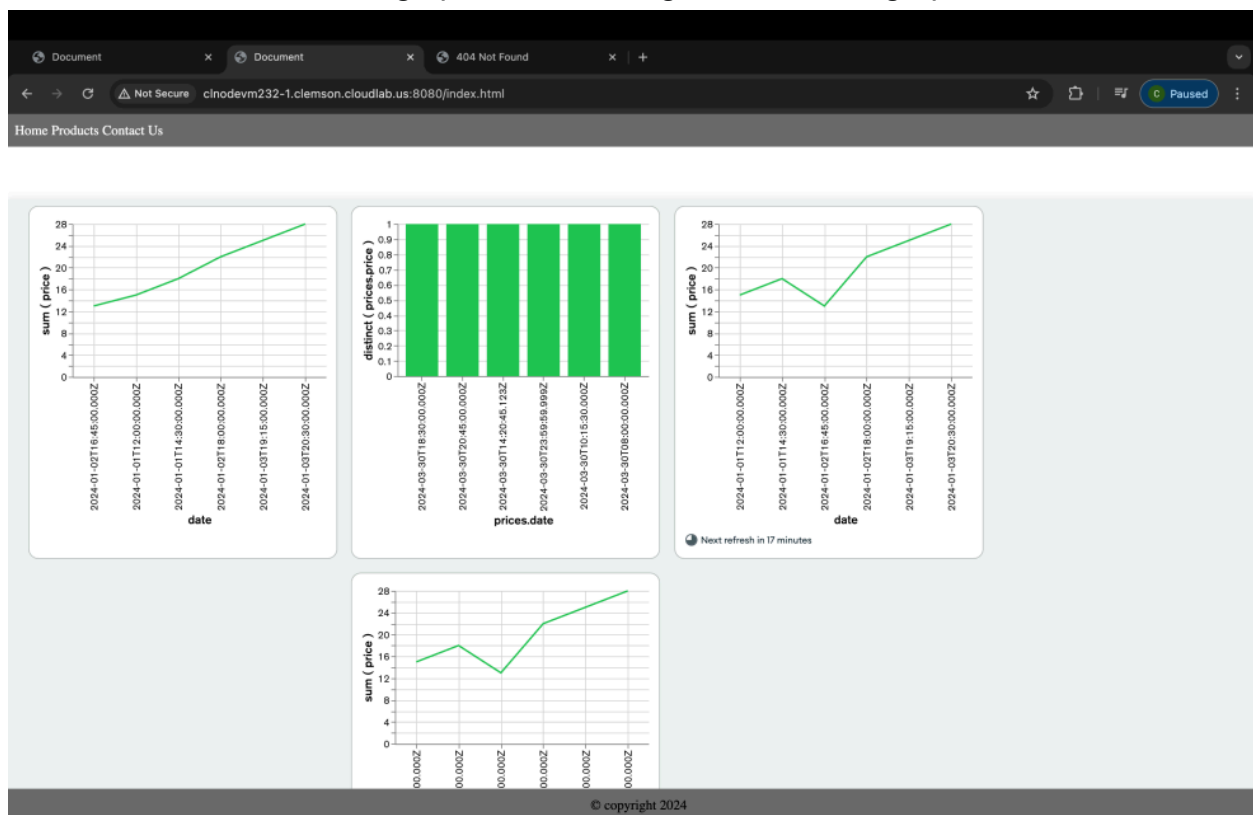 Document
Document
404 Not Found
Not Secure clnodevm232-1.clemson.cloudlab.us:8080/index.html
C Paused
Home Products Contact Us
28
24
20
16
12
8
4
0
sum ( price )
2024-01-02T16:45:00.000Z
2024-01-01T12:00:00.000Z
2024-01-01T14:30:00.000Z
2024-01-02T18:00:00.000Z
2024-01-03T19:15:00.000Z
2024-01-03T20:30:00.000Z
date
1
0.9
0.8
0.7
0.6
0.5
0.4
0.3
0.2
0.1
0
distinct ( prices.price )
2024-03-30T18:30:00.000Z
2024-03-30T20:45:00.000Z
2024-03-30T14:20:45.123Z
2024-03-30T23:59:59.999Z
2024-03-30T10:15:30.000Z
2024-03-30T08:00:00.000Z
prices.date
28
24
20
16
12
8
4
0
sum ( price )
2024-01-01T12:00:00.000Z
2024-01-01T14:30:00.000Z
2024-01-02T16:45:00.000Z
2024-01-02T18:00:00.000Z
2024-01-03T19:15:00.000Z
2024-01-03T20:30:00.000Z
date
Next refresh in 17 minutes
28
24
20
16
12
8
4
0
sum ( price )
© copyright 2024